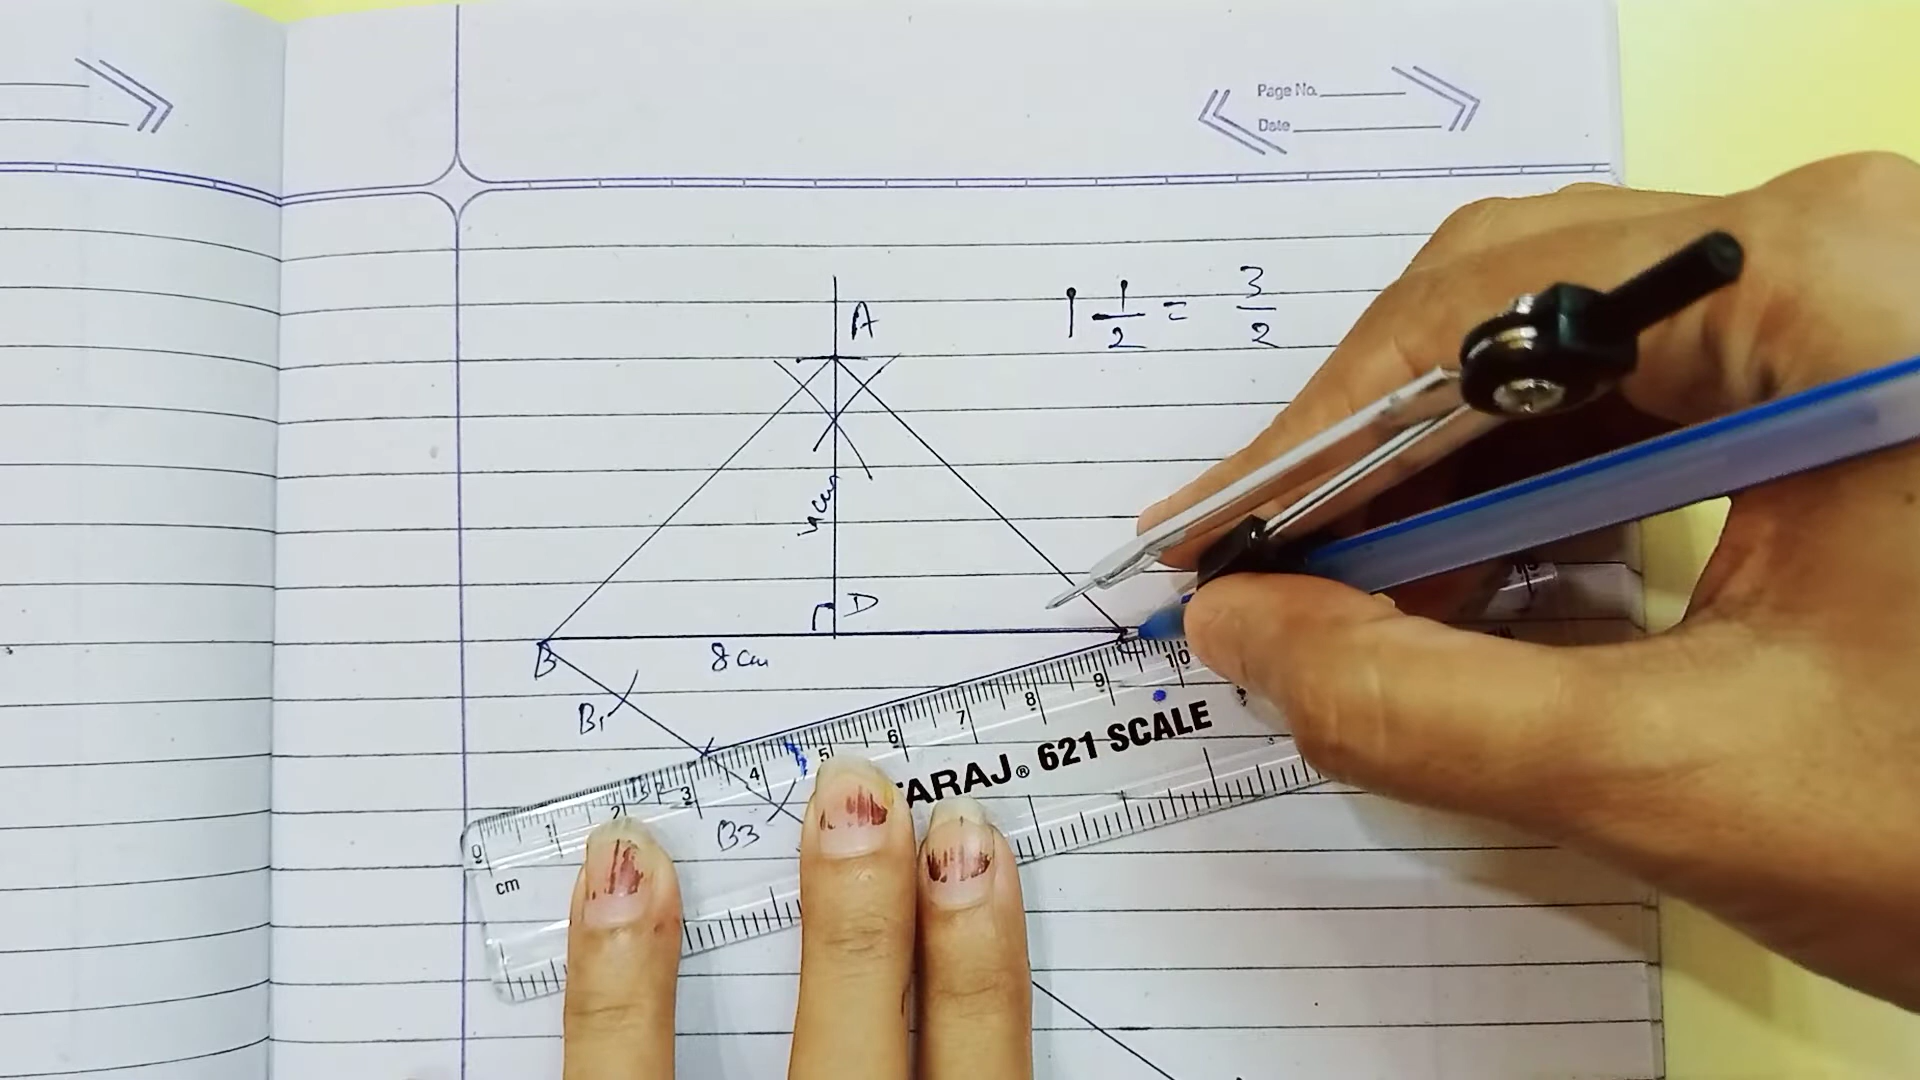 Page No.
Date
A
1 1/2 = 3/2
4cm
D
B
8 cm
B1
B3
0 1 2 3 4 5 6 7 8 9 10
cm
TARAJ® 621 SCALE